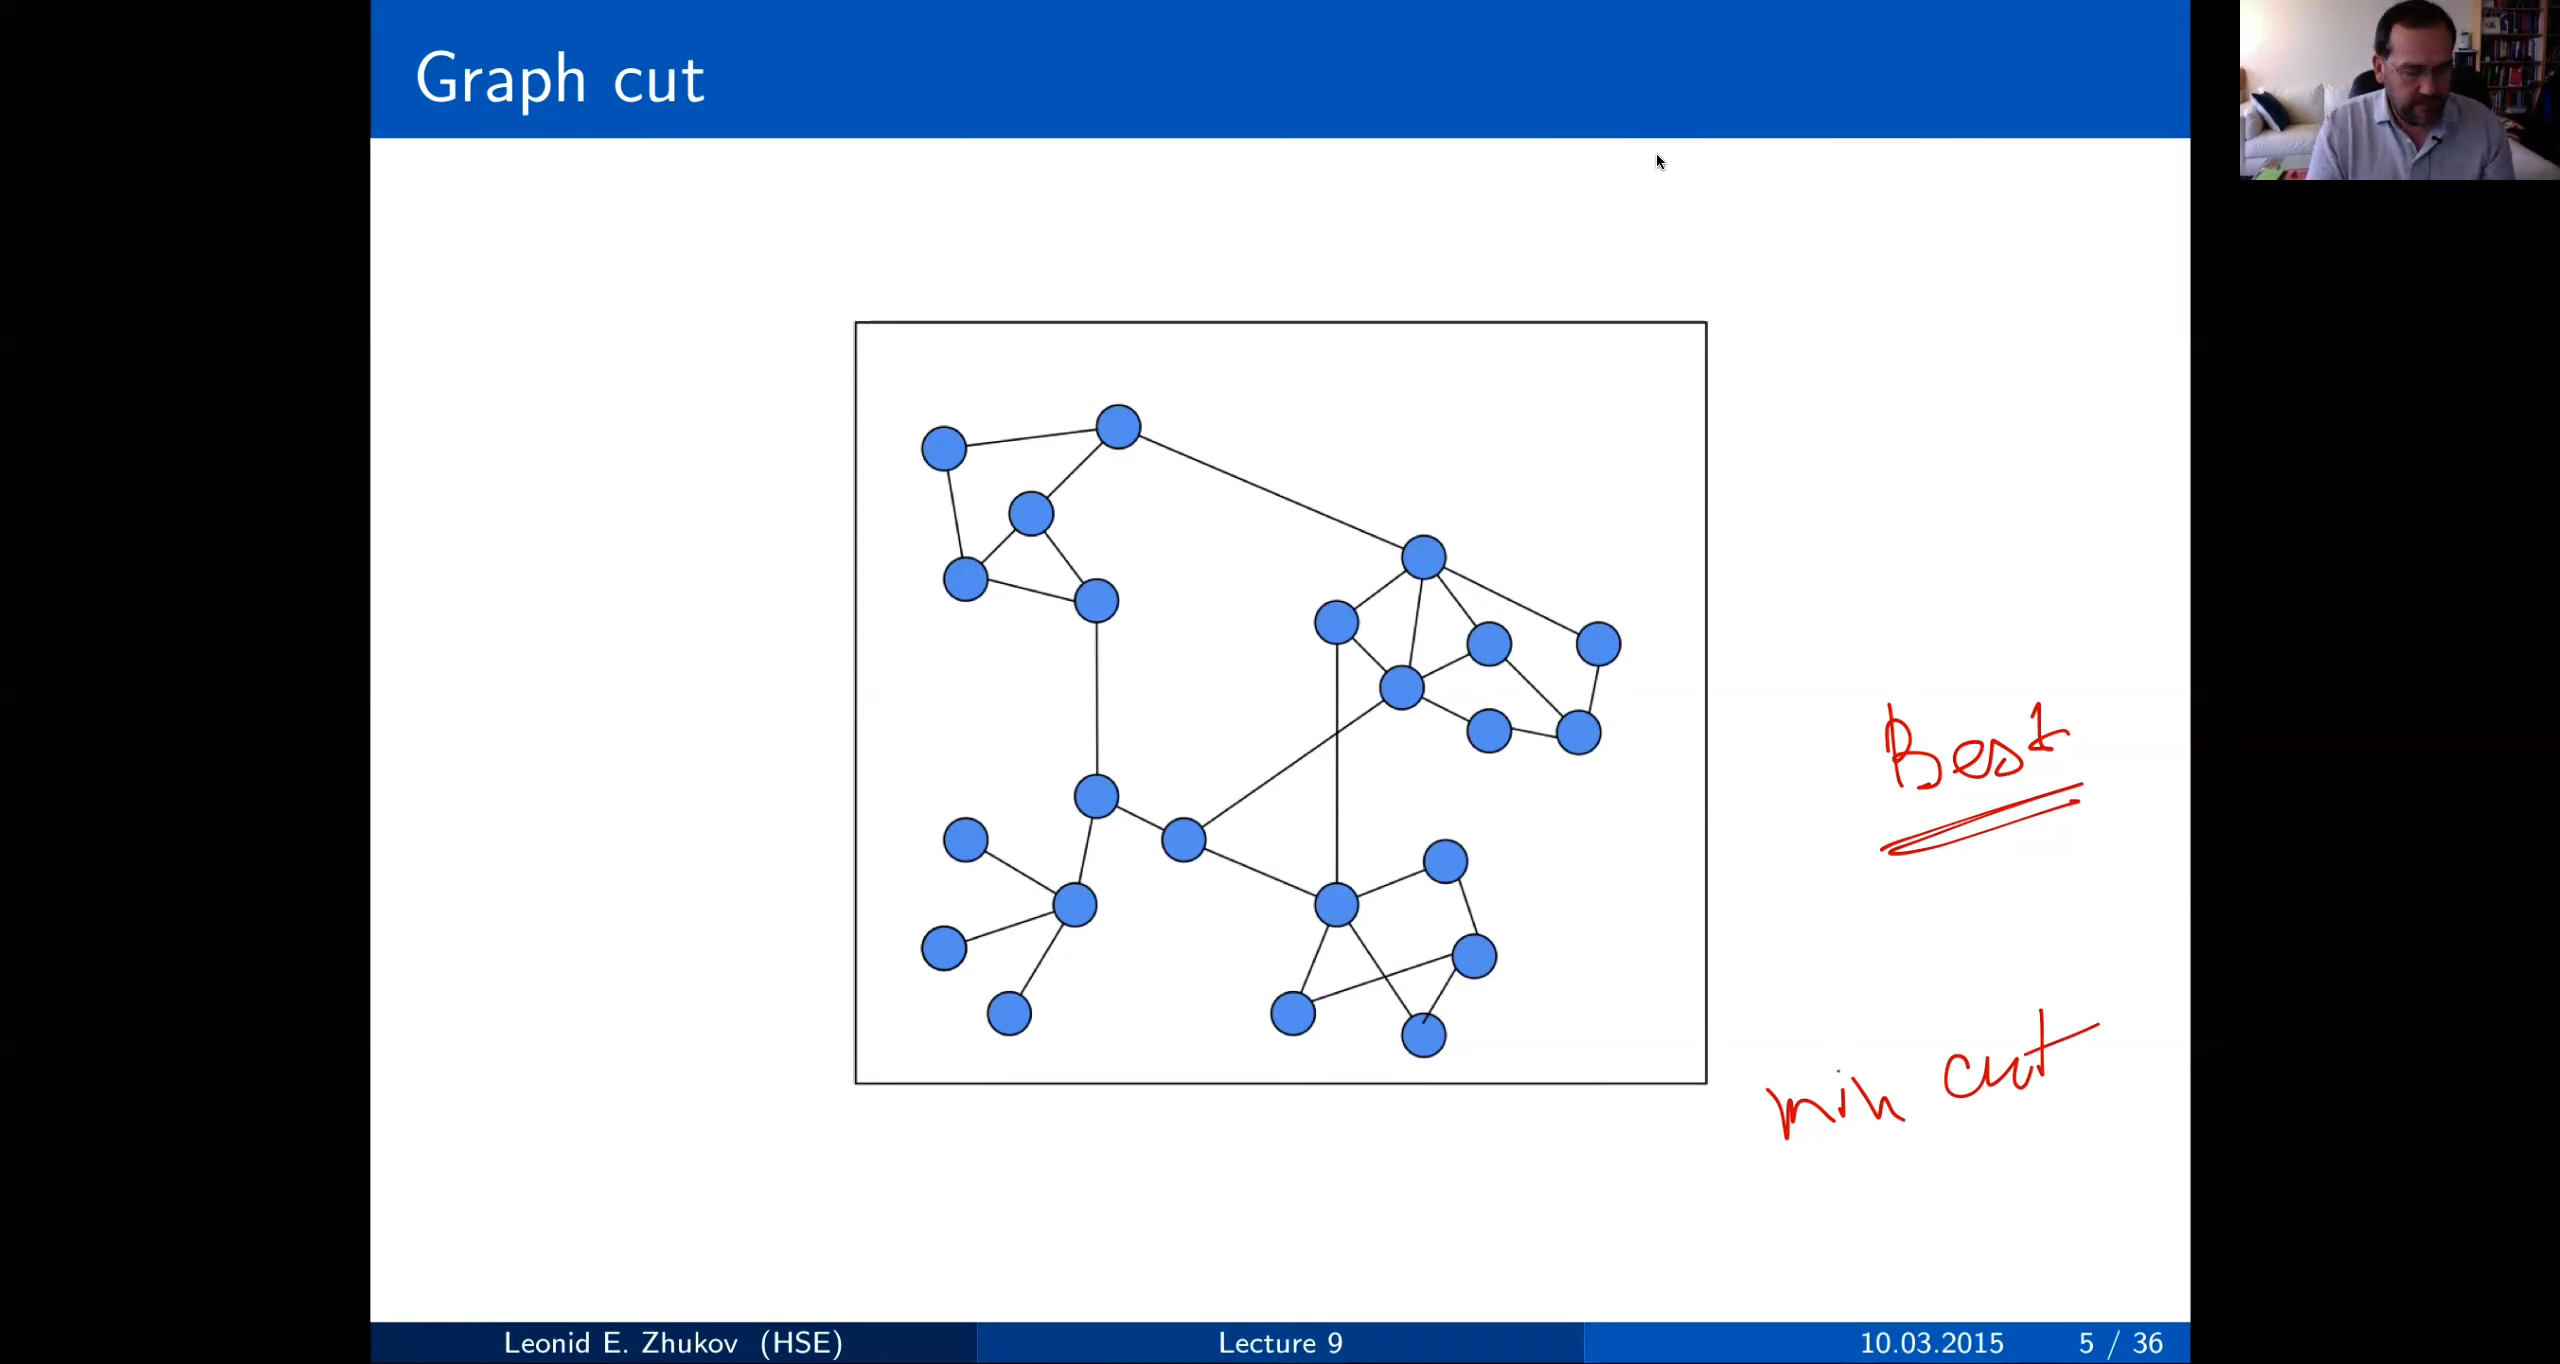 Graph cut
Best
min cut
Leonid E. Zhukov (HSE)
Lecture 9
10.03.2015
5 / 36